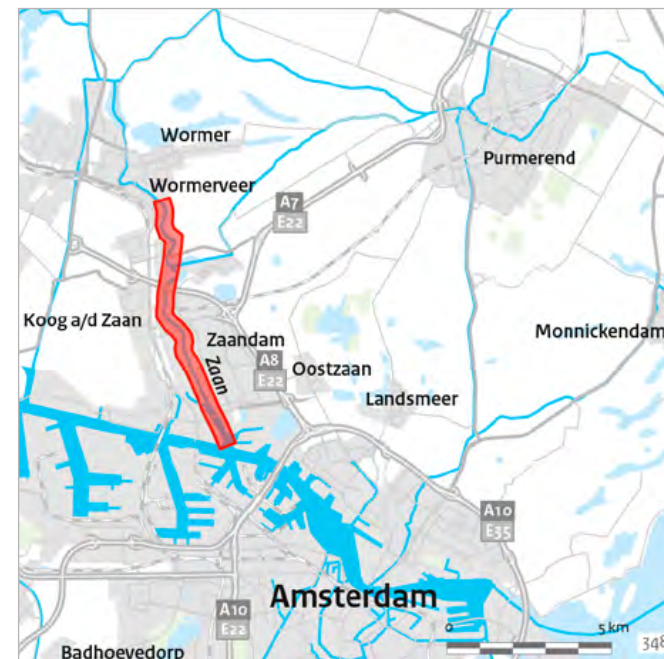 Wormer
Purmerend
Wormerveer
A7
E22
Koog a/d Zaan
Zaandam
Monnickendam
Zaan
A8
E22
Oostzaan
Landsmeer
A10
E35
Amsterdam
A10
E22
0
5 km
348
Badhoevedorp